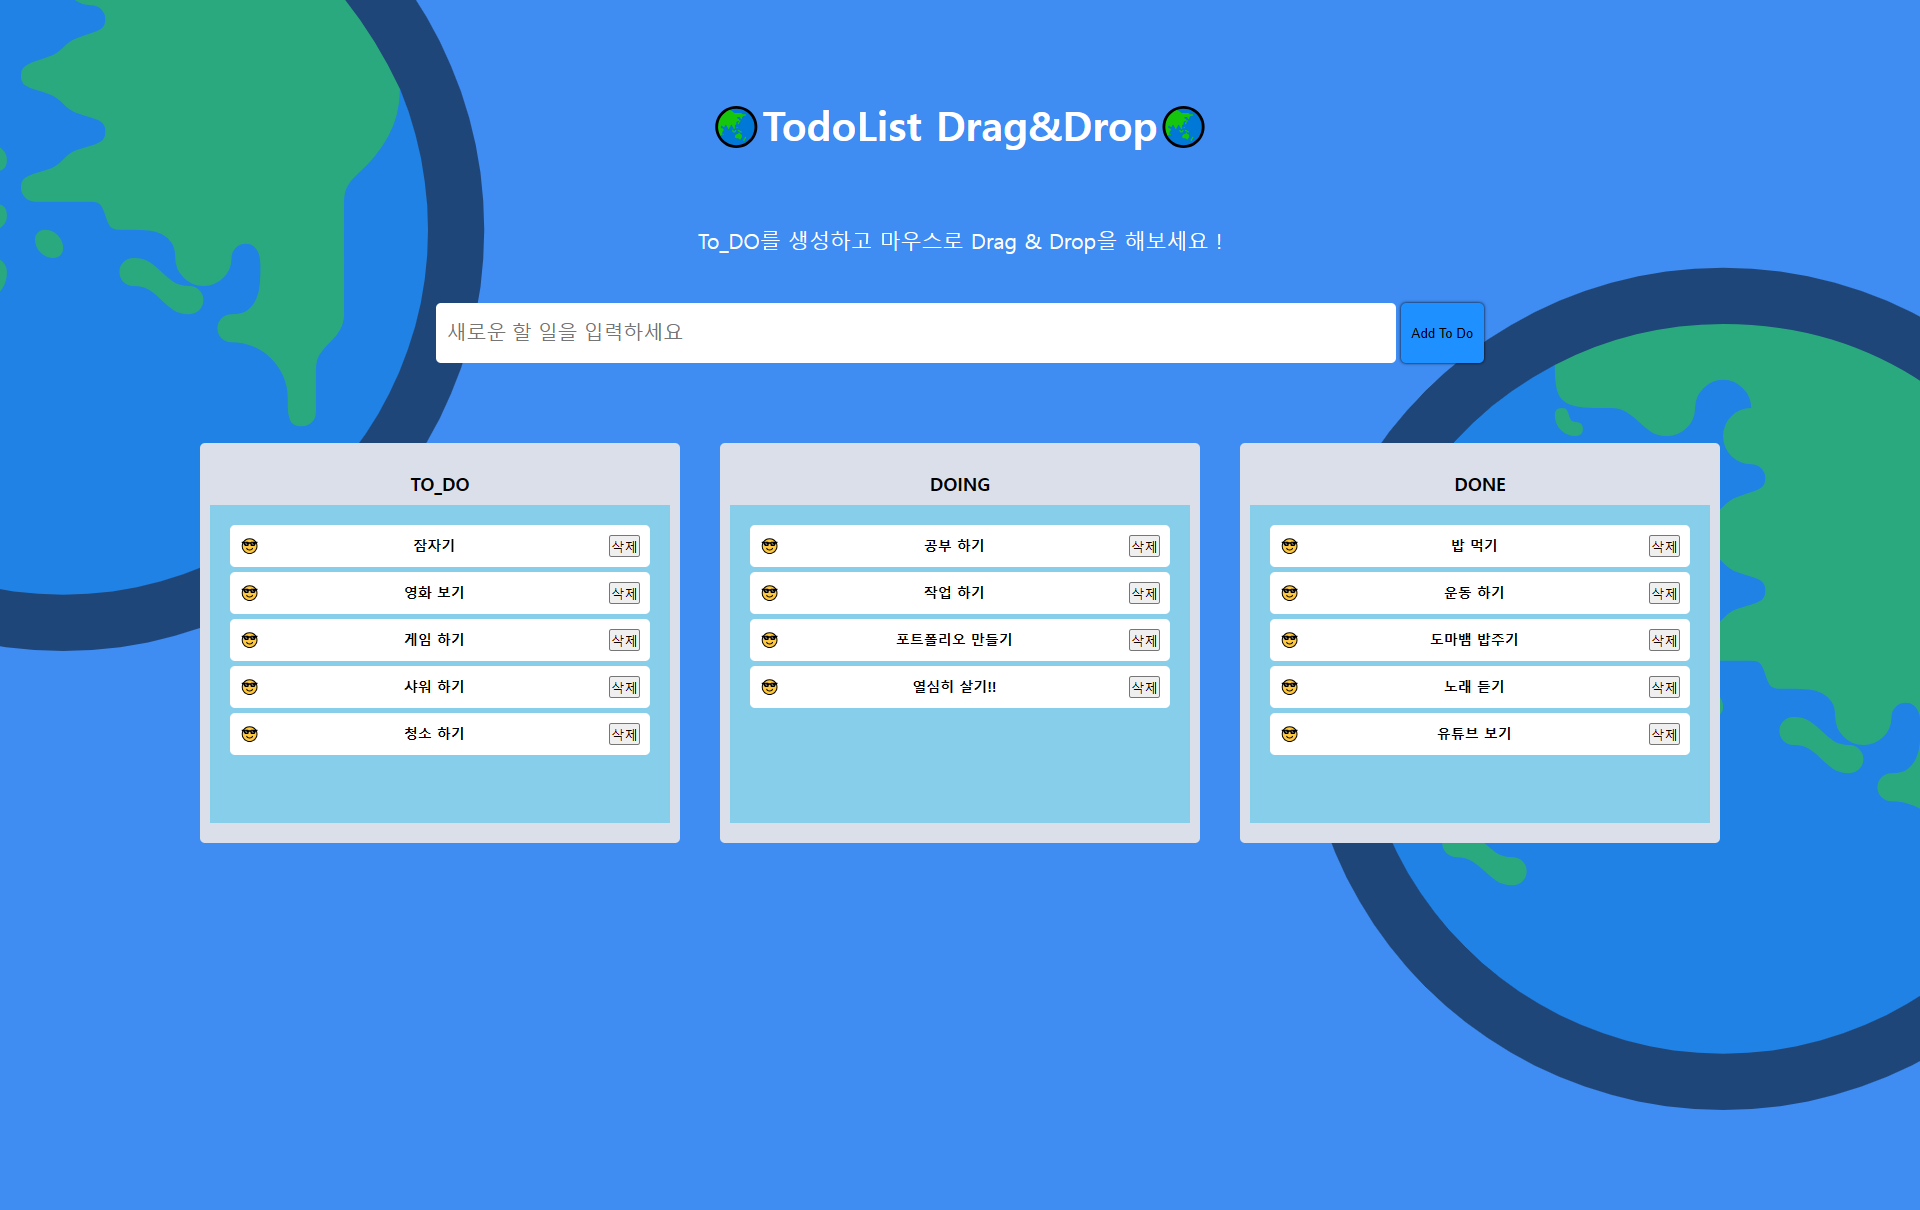 TodoList Drag&Drop
To_DO를 생성하고 마우스로 Drag & Drop을 해보세요 !
새로운 할 일을 입력하세요
Add To Do
TO_DO
잠자기 삭제
영화 보기 삭제
게임 하기 삭제
샤워 하기 삭제
청소 하기 삭제
DOING
공부 하기 삭제
작업 하기 삭제
포트폴리오 만들기 삭제
열심히 살기!! 삭제
DONE
밥 먹기 삭제
운동 하기 삭제
도마뱀 밥주기 삭제
노래 듣기 삭제
유튜브 보기 삭제